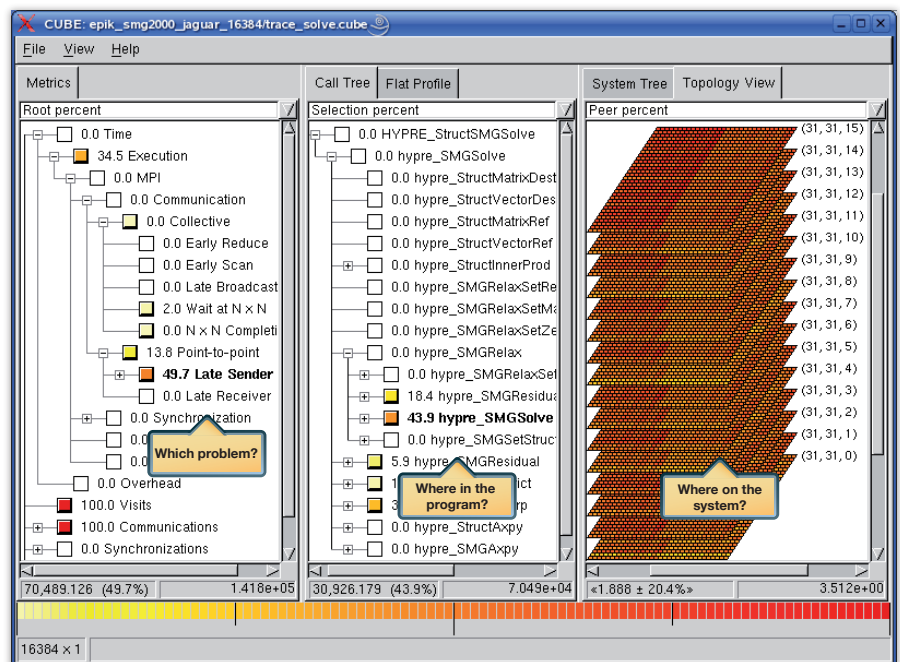 CUBE: epik_smg2000_jaguar_16384/trace_solve.cube
File View Help
Metrics
Root percent
0.0 Time
34.5 Execution
0.0 MPI
0.0 Communication
0.0 Collective
0.0 Early Reduce
0.0 Early Scan
0.0 Late Broadcast
2.0 Wait at N x N
0.0 N x N Completi
13.8 Point-to-point
49.7 Late Sender
0.0 Late Receiver
0.0 Synchronization
0.0
0.0
Which problem?
0.0 Overhead
100.0 Visits
100.0 Communications
0.0 Synchronizations
70,489.126 (49.7%) 1.418e+05
Call Tree Flat Profile
Selection percent
0.0 HYPRE_StructSMGSolve
0.0 hypre_SMGSolve
0.0 hypre_StructMatrixDest
0.0 hypre_StructVectorDes
0.0 hypre_StructMatrixRef
0.0 hypre_StructVectorRef
0.0 hypre_StructInnerProd
0.0 hypre_SMGRelaxSetRe
0.0 hypre_SMGRelaxSetMa
0.0 hypre_SMGRelaxSetZe
0.0 hypre_SMGRelax
0.0 hypre_SMGRelaxSet
18.4 hypre_SMGResidua
43.9 hypre_SMGSolve
0.0 hypre_SMGSetStruc
5.9 hypre_SMGResidual
1 ict
3 rp
Where in the
program?
0.0 hypre_StructAxpy
0.0 hypre_SMGAxpy
30,926.179 (43.9%) 7.049e+04
System Tree Topology View
Peer percent
(31, 31, 15)
(31, 31, 14)
(31, 31, 13)
(31, 31, 12)
(31, 31, 11)
(31, 31, 10)
(31, 31, 9)
(31, 31, 8)
(31, 31, 7)
(31, 31, 6)
(31, 31, 5)
(31, 31, 4)
(31, 31, 3)
(31, 31, 2)
(31, 31, 1)
(31, 31, 0)
Where on the
system?
«1.888 ± 20.4%» 3.512e+00
16384 x 1